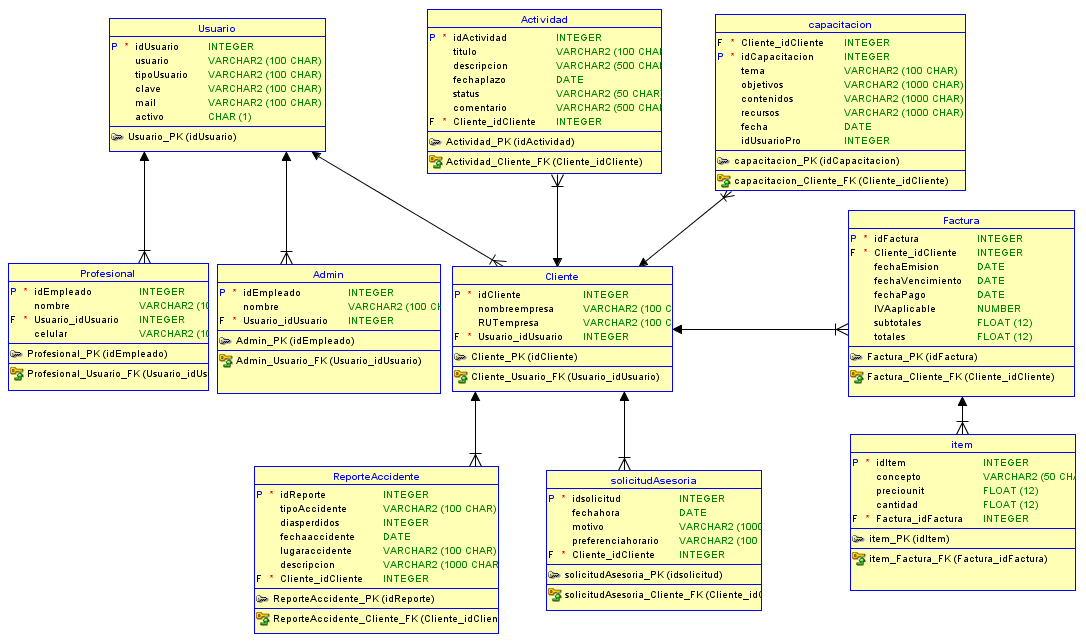 Usuario
P * idUsuario INTEGER
usuario VARCHAR2 (100 CHAR)
tipoUsuario VARCHAR2 (100 CHAR)
clave VARCHAR2 (100 CHAR)
mail VARCHAR2 (100 CHAR)
activo CHAR (1)
Usuario_PK (idUsuario)
Actividad
P * idActividad INTEGER
titulo VARCHAR2 (100 CHA
descripcion VARCHAR2 (500 CHA
fechaplazo DATE
status VARCHAR2 (50 CHAR
comentario VARCHAR2 (500 CHA
F * Cliente_idCliente INTEGER
Actividad_PK (idActividad)
Actividad_Cliente_FK (Cliente_idCliente)
capacitacion
F * Cliente_idCliente INTEGER
P * idCapacitacion INTEGER
tema VARCHAR2 (100 CHAR)
objetivos VARCHAR2 (1000 CHAR)
contenidos VARCHAR2 (1000 CHAR)
recursos VARCHAR2 (1000 CHAR)
fecha DATE
idUsuarioPro INTEGER
capacitacion_PK (idCapacitacion)
capacitacion_Cliente_FK (Cliente_idCliente)
Profesional
P * idEmpleado INTEGER
nombre VARCHAR2 (10
F * Usuario_idUsuario INTEGER
celular VARCHAR2 (10
Profesional_PK (idEmpleado)
Profesional_Usuario_FK (Usuario_idUs
Admin
P * idEmpleado INTEGER
nombre VARCHAR2 (100 CH
F * Usuario_idUsuario INTEGER
Admin_PK (idEmpleado)
Admin_Usuario_FK (Usuario_idUsuario)
Cliente
P * idCliente INTEGER
nombreempresa VARCHAR2 (100 C
RUTempresa VARCHAR2 (100 C
F * Usuario_idUsuario INTEGER
Cliente_PK (idCliente)
Cliente_Usuario_FK (Usuario_idUsuario)
Factura
P * idFactura INTEGER
F * Cliente_idCliente INTEGER
fechaEmision DATE
fechaVencimiento DATE
fechaPago DATE
IVAaplicable NUMBER
subtotales FLOAT (12)
totales FLOAT (12)
Factura_PK (idFactura)
Factura_Cliente_FK (Cliente_idCliente)
ReporteAccidente
P * idReporte INTEGER
tipoAccidente VARCHAR2 (100 CHAR)
diasperdidos INTEGER
fechaaccidente DATE
lugaraccidente VARCHAR2 (100 CHAR)
descripcion VARCHAR2 (1000 CHAR
F * Cliente_idCliente INTEGER
ReporteAccidente_PK (idReporte)
ReporteAccidente_Cliente_FK (Cliente_idClien
solicitudAsesoria
P * idsolicitud INTEGER
fechahora DATE
motivo VARCHAR2 (1000
preferenciahorario VARCHAR2 (100
F * Cliente_idCliente INTEGER
solicitudAsesoria_PK (idsolicitud)
solicitudAsesoria_Cliente_FK (Cliente_idC
item
P * idItem INTEGER
concepto VARCHAR2 (50 CHA
preciounit FLOAT (12)
cantidad FLOAT (12)
F * Factura_idFactura INTEGER
item_PK (idItem)
item_Factura_FK (Factura_idFactura)